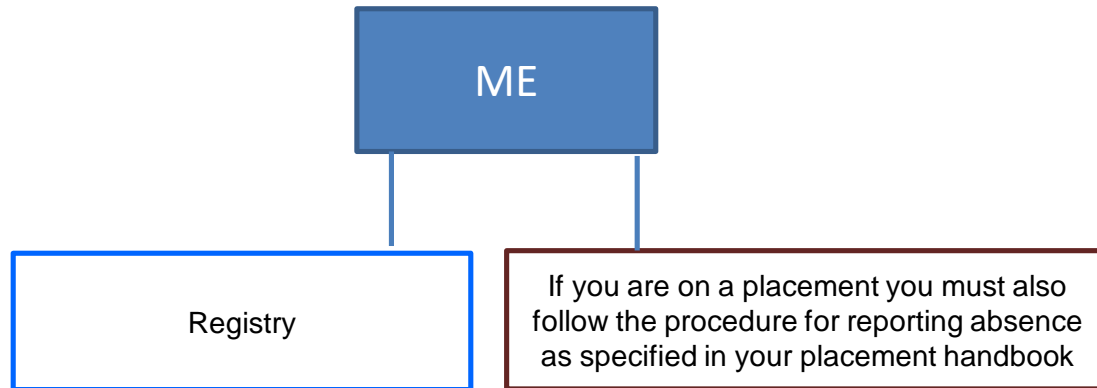 ME
Registry
If you are on a placement you must also
follow the procedure for reporting absence
as specified in your placement handbook